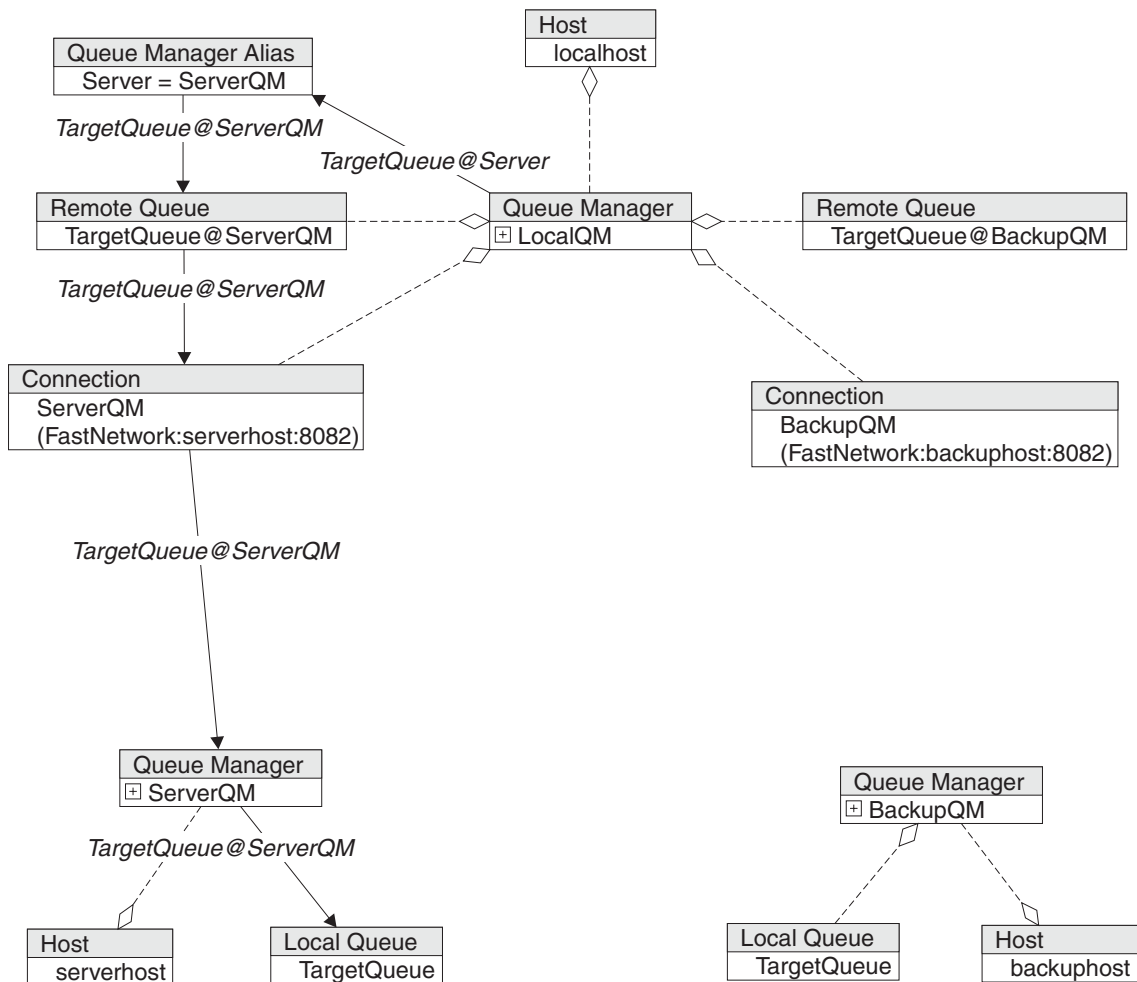 Host
localhost
Queue Manager Alias
Server = ServerQM
TargetQueue@ServerQM
TargetQueue@Server
Remote Queue
TargetQueue@ServerQM
Queue Manager
LocalQM
Remote Queue
TargetQueue@BackupQM
TargetQueue@ServerQM
Connection
ServerQM
(FastNetwork:serverhost:8082)
Connection
BackupQM
(FastNetwork:backuphost:8082)
TargetQueue@ServerQM
Queue Manager
ServerQM
Queue Manager
BackupQM
TargetQueue@ServerQM
Host
serverhost
Local Queue
TargetQueue
Local Queue
TargetQueue
Host
backuphost